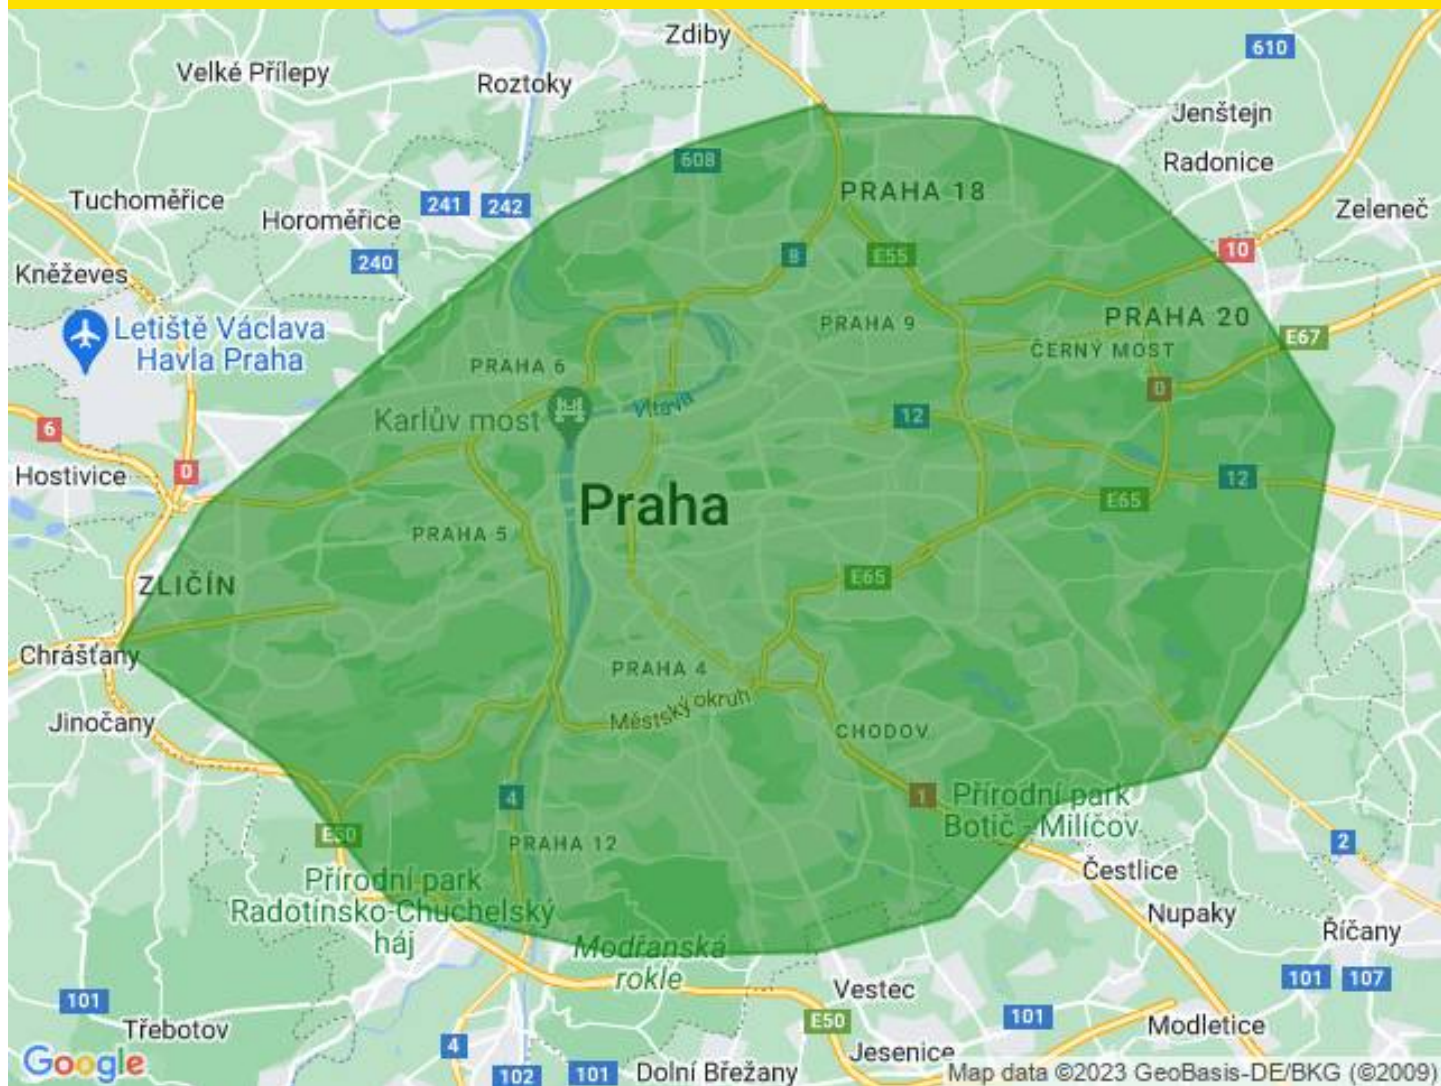 Zdiby
610
Velké Přílepy
Roztoky
Jenštejn
608
Radonice
PRAHA 18
Tuchoměřice
241
242
Zeleneč
Horoměřice
10
240
8
E55
Kněževes
Letiště Václava
Havla Praha
PRAHA 9
PRAHA 20
E67
ČERNÝ MOST
PRAHA 6
0
Karlův most
Vltava
12
6
Hostivice
0
12
Praha
E65
PRAHA 5
E65
ZLIČÍN
Chrášťany
PRAHA 4
Městský okruh
Jinočany
CHODOV
4
1
Přírodní park
Botič - Milíčov
E50
PRAHA 12
2
Čestlice
Přírodní park
Radotínsko-Chuchelský
háj
Nupaky
Říčany
Modřanská
rokle
Vestec
101
107
101
E50
101
Třebotov
Modletice
4
Jesenice
Google
102
101
Dolní Břežany
Map data ©2023 GeoBasis-DE/BKG (©2009)